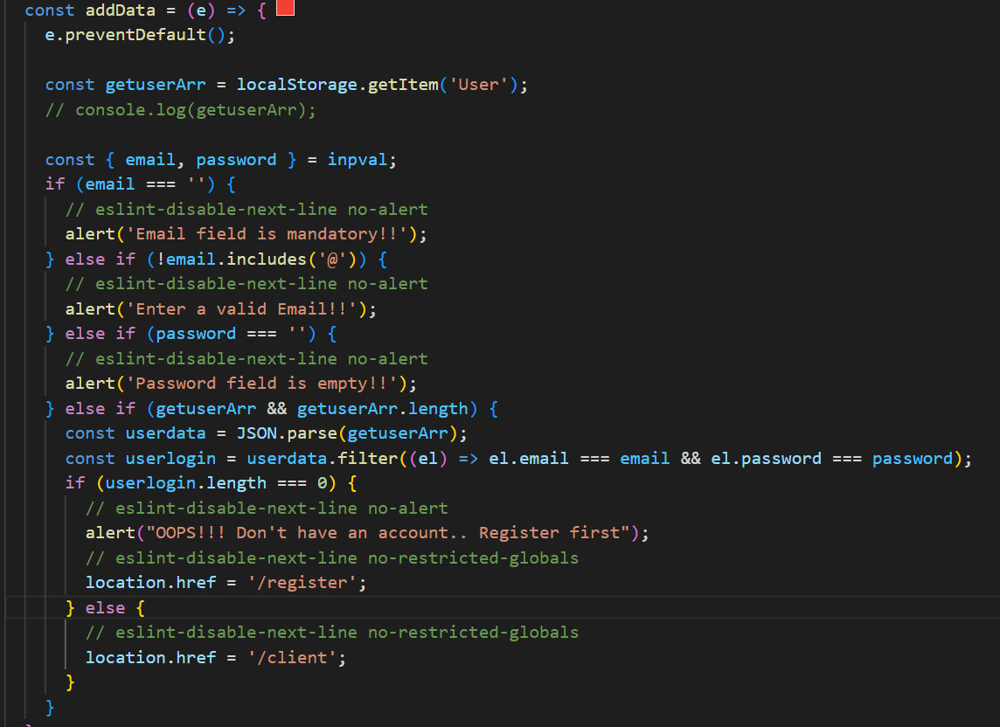 const addData = (e) => {
e.preventDefault();
const getuserArr = localStorage.getItem('User');
// console.log(getuserArr);
const { email, password } = inpval;
if (email === '') {
// eslint-disable-next-line no-alert
alert('Email field is mandatory!!');
} else if (!email.includes('@')) {
// eslint-disable-next-line no-alert
alert('Enter a valid Email!!');
} else if (password === '') {
// eslint-disable-next-line no-alert
alert('Password field is empty!!');
} else if (getuserArr && getuserArr.length) {
const userdata = JSON.parse(getuserArr);
const userlogin = userdata.filter((el) => el.email === email && el.password === password);
if (userlogin.length === 0) {
// eslint-disable-next-line no-alert
alert("OOPS!!! Don't have an account.. Register first");
// eslint-disable-next-line no-restricted-globals
location.href = '/register';
} else {
// eslint-disable-next-line no-restricted-globals
location.href = '/client';
}
}